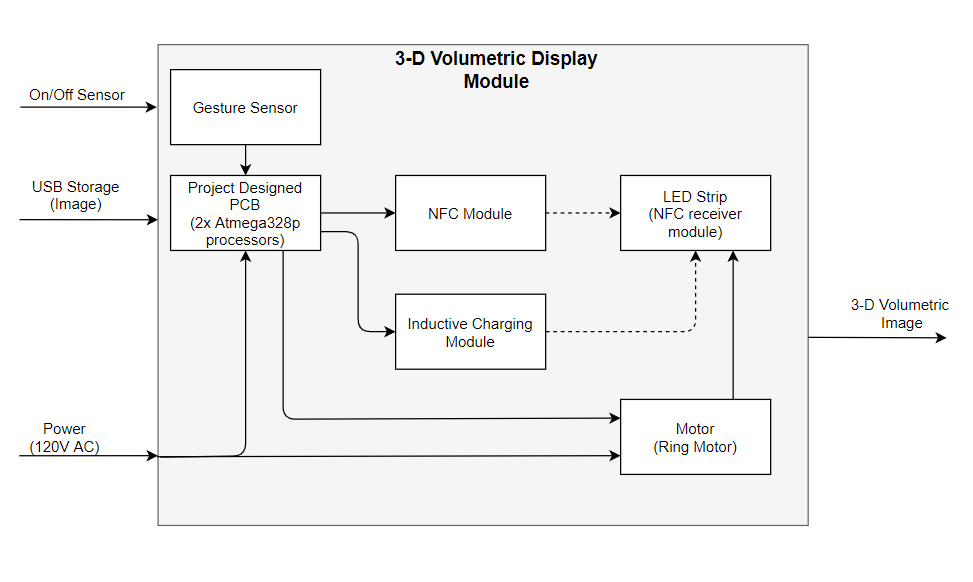 3-D Volumetric Display
Module
On/Off Sensor
Gesture Sensor
USB Storage
(Image)
Project Designed
PCB
(2x Atmega328p
processors)
NFC Module
LED Strip
(NFC receiver
module)
Inductive Charging
Module
3-D Volumetric
Image
Power
(120V AC)
Motor
(Ring Motor)